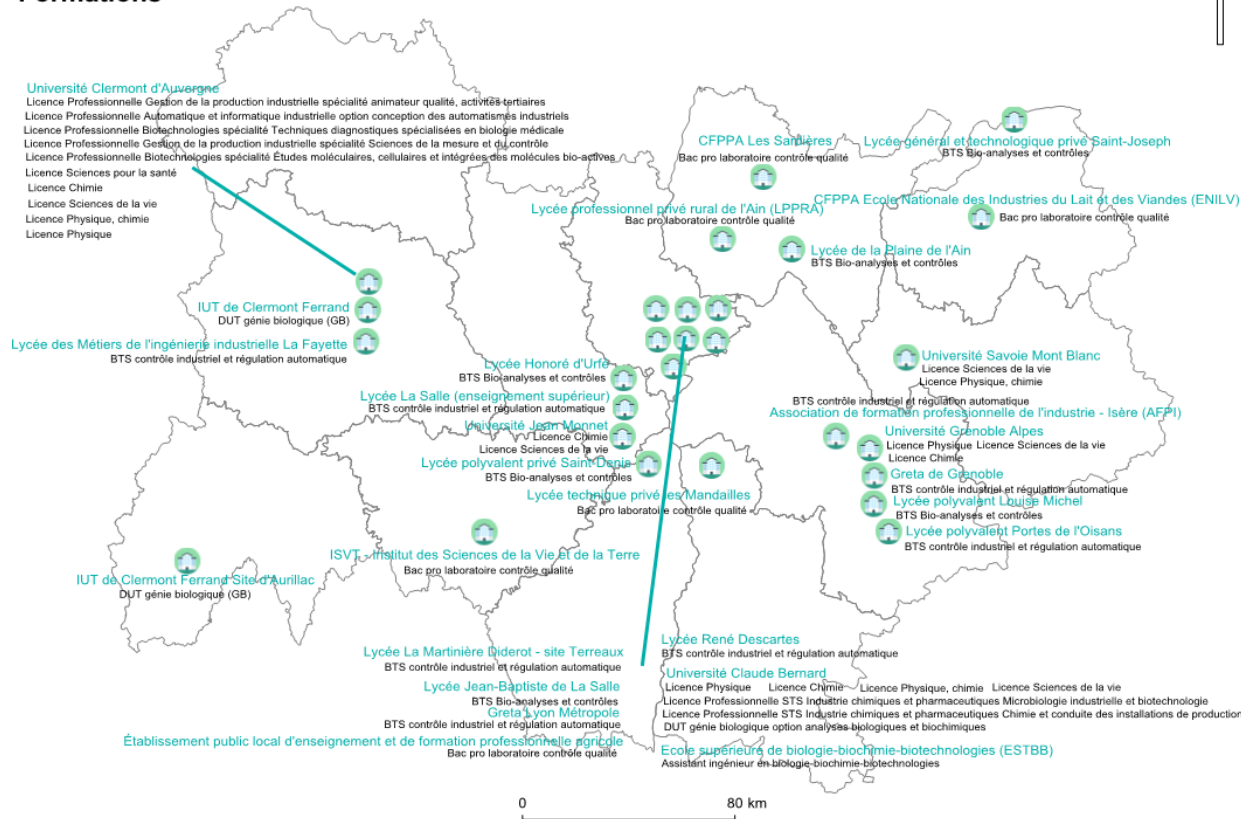 Formations
Université Clermont d'Auvergne
Licence Professionnelle Gestion de la production industrielle spécialité animateur qualité, activités tertiaires
Licence Professionnelle Automatique et informatique industrielle option conception des automatismes industriels
Licence Professionnelle Biotechnologies spécialité Techniques diagnostiques spécialisées en biologie médicale
Licence Professionnelle Gestion de la production industrielle spécialité Sciences de la mesure et du contrôle
Licence Professionnelle Biotechnologies spécialité Études moléculaires, cellulaires et intégrées des molécules bio-actives
Licence Sciences pour la santé
Licence Chimie
Licence Sciences de la vie
Licence Physique, chimie
Licence Physique
CFPPA Les Sardières
Bac pro laboratoire contrôle qualité
Lycée général et technologique privé Saint-Joseph
BTS Bio-analyses et contrôles
CFPPA Ecole Nationale des Industries du Lait et des Viandes (ENILV)
Bac pro laboratoire contrôle qualité
Lycée professionnel privé rural de l'Ain (LPPRA)
Bac pro laboratoire contrôle qualité
Lycée de la Plaine de l'Ain
BTS Bio-analyses et contrôles
IUT de Clermont Ferrand
DUT génie biologique (GB)
Lycée des Métiers de l'ingénierie industrielle La Fayette
BTS contrôle industriel et régulation automatique
Lycée Honoré d'Urfé
BTS Bio-analyses et contrôles
Lycée La Salle (enseignement supérieur)
BTS contrôle industriel et régulation automatique
Université Jean Monnet
Licence Chimie
Licence Sciences de la vie
Lycée polyvalent privé Saint-Denis
BTS Bio-analyses et contrôles
Lycée technique privé les Mandailles
Bac pro laboratoire contrôle qualité
Université Savoie Mont Blanc
Licence Sciences de la vie
Licence Physique, chimie
BTS contrôle industriel et régulation automatique
Association de formation professionnelle de l'industrie - Isère (AFPI)
Université Grenoble Alpes
Licence Physique Licence Sciences de la vie
Licence Chimie
Greta de Grenoble
BTS contrôle industriel et régulation automatique
Lycée polyvalent Louise Michel
BTS Bio-analyses et contrôles
Lycée polyvalent Portes de l'Oisans
BTS contrôle industriel et régulation automatique
ISVT - Institut des Sciences de la Vie et de la Terre
Bac pro laboratoire contrôle qualité
IUT de Clermont Ferrand Site d'Aurillac
DUT génie biologique (GB)
Lycée La Martinière Diderot - site Terreaux
BTS contrôle industriel et régulation automatique
Lycée Jean-Baptiste de La Salle
BTS Bio-analyses et contrôles
Greta Lyon Métropole
BTS contrôle industriel et régulation automatique
Établissement public local d'enseignement et de formation professionnelle agricole
Bac pro laboratoire contrôle qualité
Lycée René Descartes
BTS contrôle industriel et régulation automatique
Université Claude Bernard
Licence Physique Licence Chimie Licence Physique, chimie Licence Sciences de la vie
Licence Professionnelle STS Industrie chimiques et pharmaceutiques Microbiologie industrielle et biotechnologie
Licence Professionnelle STS Industrie chimiques et pharmaceutiques Chimie et conduite des installations de production
DUT génie biologique option analyses biologiques et biochimiques
Ecole supérieure de biologie-biochimie-biotechnologies (ESTBB)
Assistant ingénieur en biologie-biochimie-biotechnologies
0 80 km